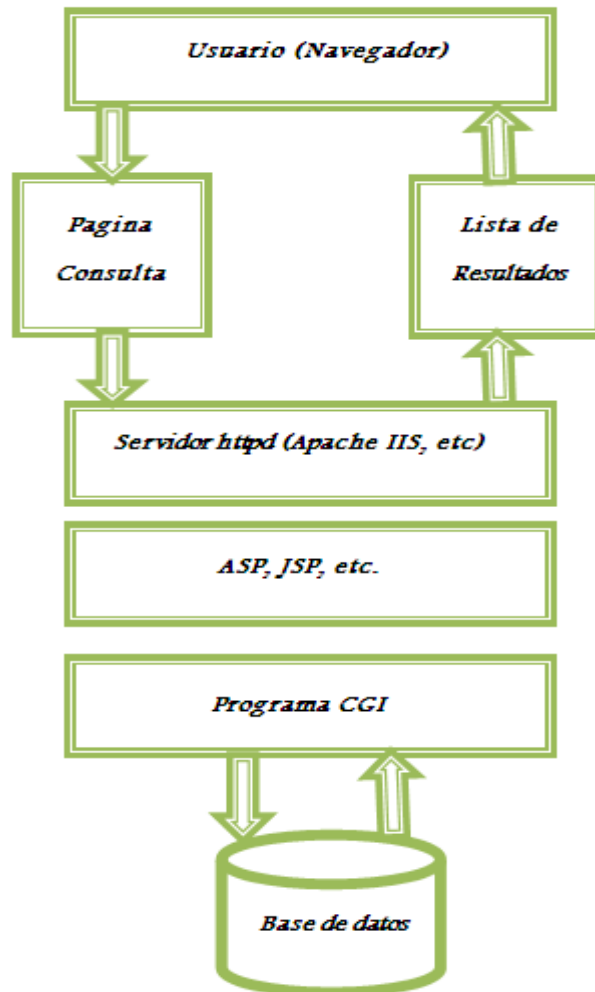 Usuario (Navegador)
Pagina
Consulta
Lista de
Resultados
Servidor httpd (Apache IIS, etc)
ASP, JSP, etc.
Programa CGI
Base de datos